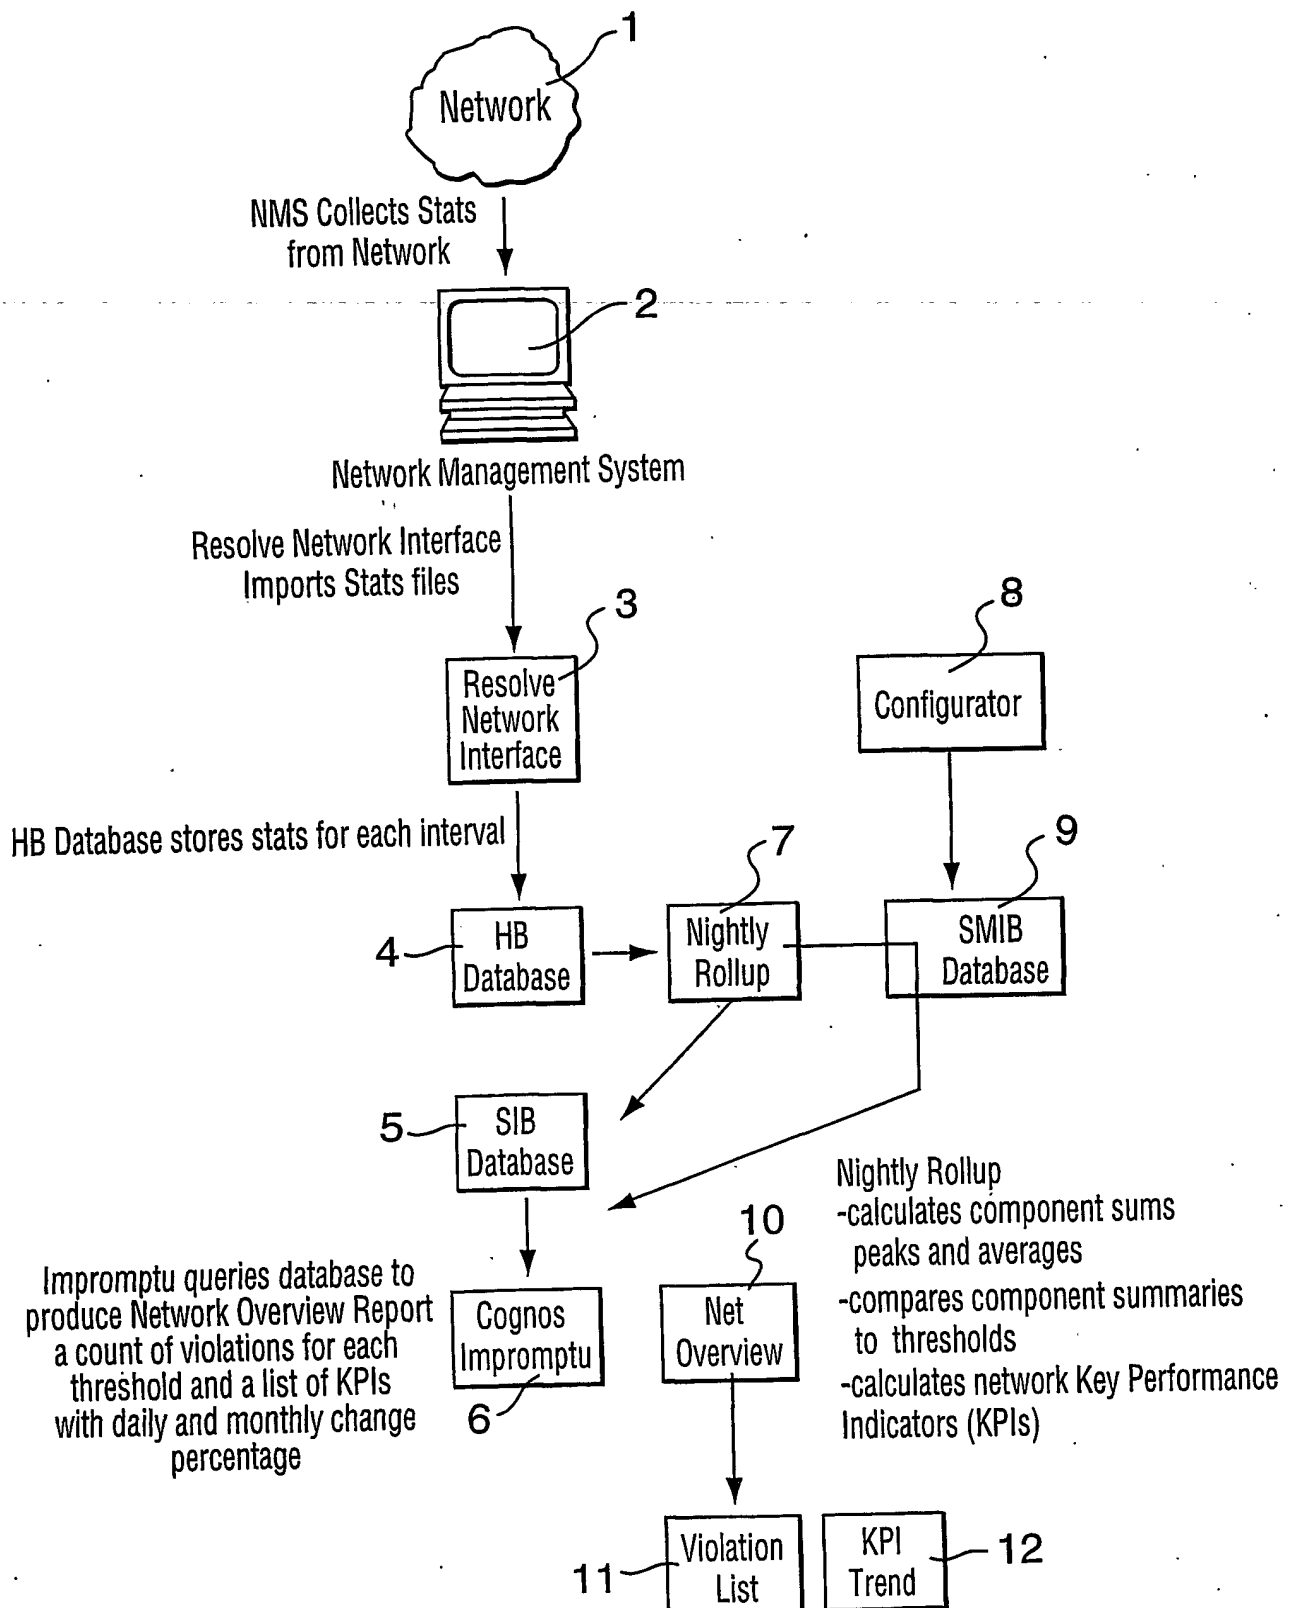 1
Network
NMS Collects Stats
from Network
2
Network Management System
Resolve Network Interface
Imports Stats files
3
Resolve
Network
Interface
8
Configurator
HB Database stores stats for each interval
7
9
4
HB
Database
Nightly
Rollup
SMIB
Database
5
SIB
Database
Nightly Rollup
-calculates component sums
peaks and averages
-compares component summaries
to thresholds
-calculates network Key Performance
Indicators (KPIs)
10
Impromptu queries database to
produce Network Overview Report
a count of violations for each
threshold and a list of KPIs
with daily and monthly change
percentage
Cognos
Impromptu
6
Net
Overview
11
Violation
List
KPI
Trend
12